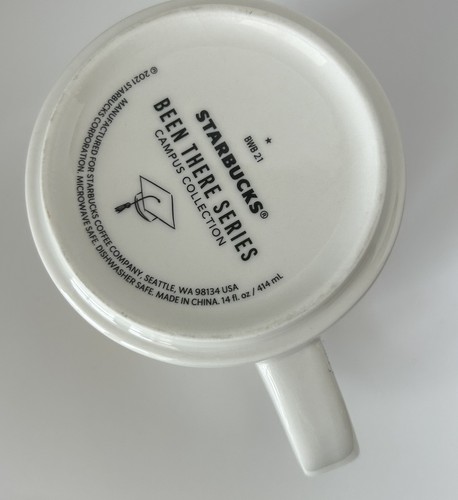 ★
BWB 21
STARBUCKS®
BEEN THERE SERIES
CAMPUS COLLECTION
© 2021 STARBUCKS CORPORATION. MICROWAVE SAFE. DISHWASHER SAFE. MADE IN CHINA. 14 fl. oz / 414 mL
MANUFACTURED FOR STARBUCKS COFFEE COMPANY, SEATTLE, WA 98134 USA